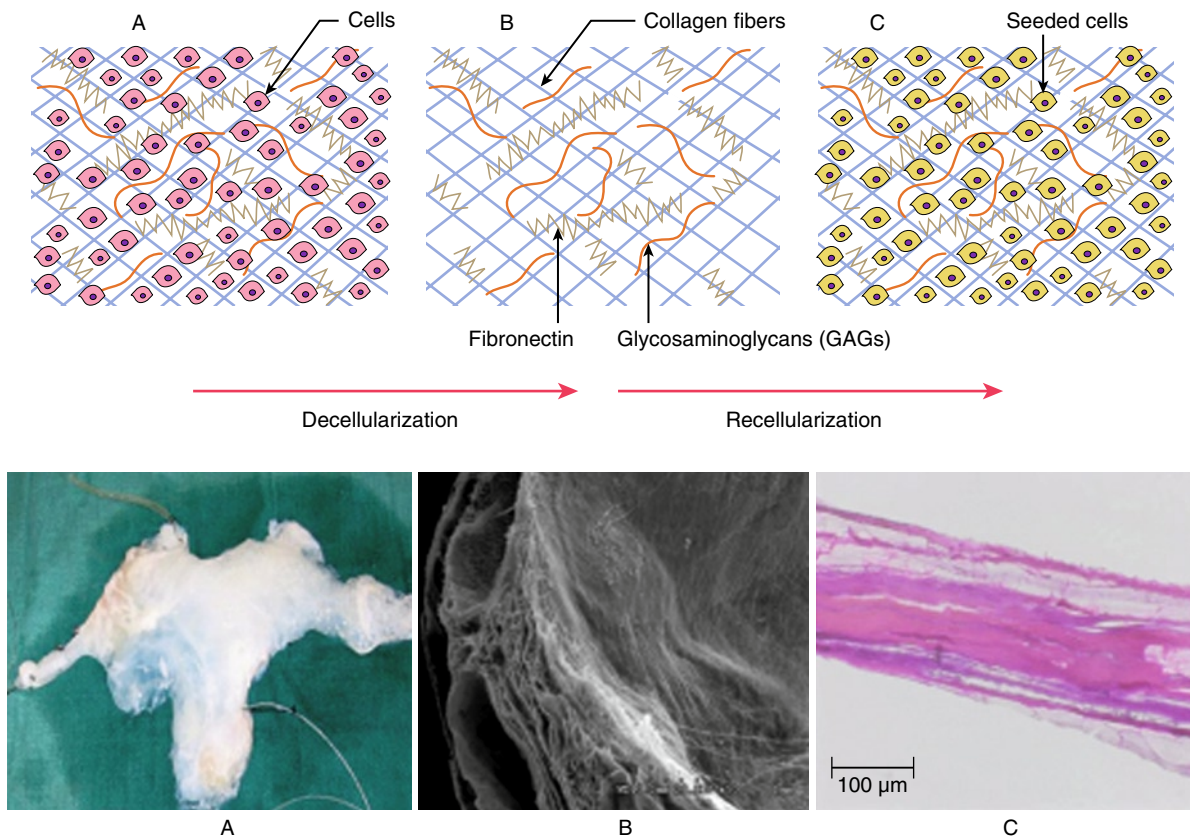 A
Cells
B
Collagen fibers
C
Seeded cells
Fibronectin
Glycosaminoglycans (GAGs)
Decellularization
Recellularization
100 µm
A
B
C